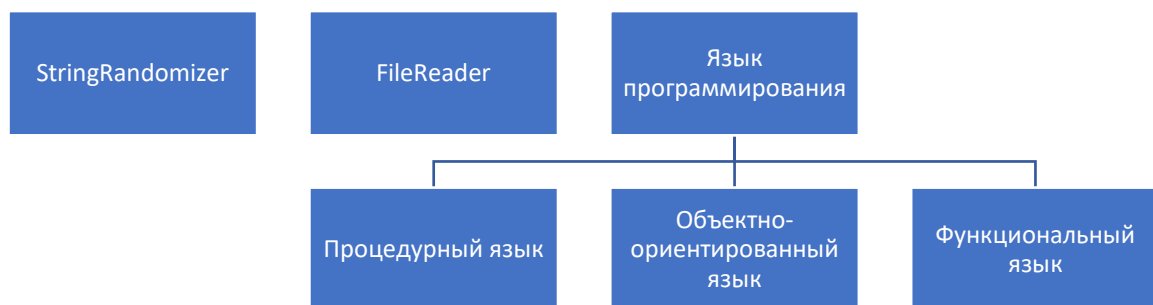 StringRandomizer
FileReader
Язык
программирования
Процедурный язык
Объектно-
ориентированный
язык
Функциональный
язык